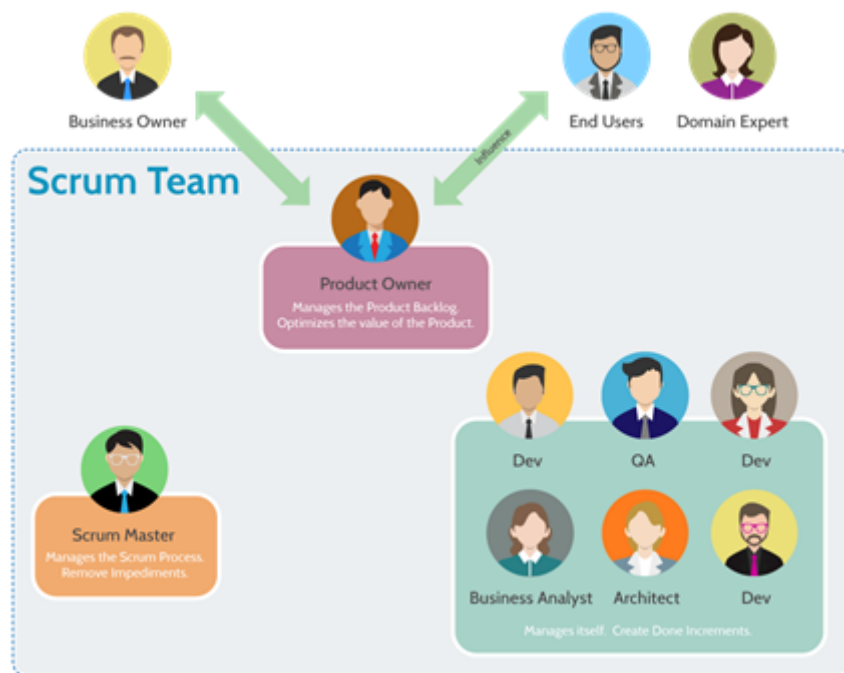 Business Owner
End Users
Domain Expert
Influence
Scrum Team
Product Owner
Manages the Product Backlog.
Optimizes the value of the Product.
Dev
QA
Dev
Scrum Master
Manages the Scrum Process.
Remove Impediments.
Business Analyst
Architect
Dev
Manages itself. Create Done Increments.